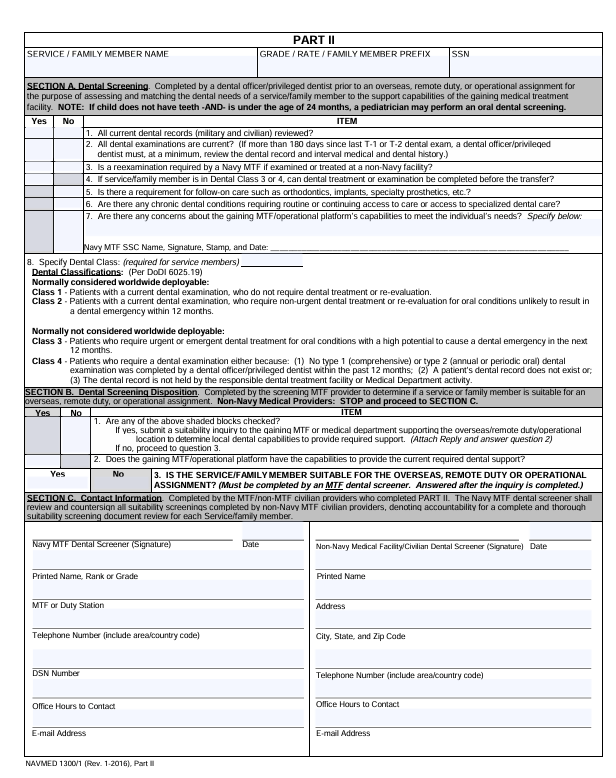 PART II
SERVICE / FAMILY MEMBER NAME
GRADE / RATE / FAMILY MEMBER PREFIX
SSN
SECTION A. Dental Screening. Completed by a dental officer/privileged dentist prior to an overseas, remote duty, or operational assignment for
the purpose of assessing and matching the dental needs of a service/family member to the support capabilities of the gaining medical treatment
facility. NOTE: If child does not have teeth -AND- is under the age of 24 months, a pediatrician may perform an oral dental screening.
Yes No ITEM
1. All current dental records (military and civilian) reviewed?
2. All dental examinations are current? (If more than 180 days since last T-1 or T-2 dental exam, a dental officer/privileged
dentist must, at a minimum, review the dental record and interval medical and dental history.)
3. Is a reexamination required by a Navy MTF if examined or treated at a non-Navy facility?
4. If service/family member is in Dental Class 3 or 4, can dental treatment or examination be completed before the transfer?
5. Is there a requirement for follow-on care such as orthodontics, implants, specialty prosthetics, etc.?
6. Are there any chronic dental conditions requiring routine or continuing access to care or access to specialized dental care?
7. Are there any concerns about the gaining MTF/operational platform's capabilities to meet the individual's needs? Specify below:
Navy MTF SSC Name, Signature, Stamp, and Date:
8. Specify Dental Class: (required for service members)
Dental Classifications: (Per DoDI 6025.19)
Normally considered worldwide deployable:
Class 1 - Patients with a current dental examination, who do not require dental treatment or re-evaluation.
Class 2 - Patients with a current dental examination, who require non-urgent dental treatment or re-evaluation for oral conditions unlikely to result in
a dental emergency within 12 months.
Normally not considered worldwide deployable:
Class 3 - Patients who require urgent or emergent dental treatment for oral conditions with a high potential to cause a dental emergency in the next
12 months.
Class 4 - Patients who require a dental examination either because: (1) No type 1 (comprehensive) or type 2 (annual or periodic oral) dental
examination was completed by a dental officer/privileged dentist within the past 12 months; (2) A patient's dental record does not exist or;
(3) The dental record is not held by the responsible dental treatment facility or Medical Department activity.
SECTION B. Dental Screening Disposition. Completed by the screening MTF provider to determine if a service or family member is suitable for an
overseas, remote duty, or operational assignment. Non-Navy Medical Providers: STOP and proceed to SECTION C.
Yes No ITEM
1. Are any of the above shaded blocks checked?
If yes, submit a suitability inquiry to the gaining MTF or medical department supporting the overseas/remote duty/operational
location to determine local dental capabilities to provide required support. (Attach Reply and answer question 2)
If no, proceed to question 3.
2. Does the gaining MTF/operational platform have the capabilities to provide the current required dental support?
Yes No 3. IS THE SERVICE/FAMILY MEMBER SUITABLE FOR THE OVERSEAS, REMOTE DUTY OR OPERATIONAL
ASSIGNMENT? (Must be completed by an MTF dental screener. Answered after the inquiry is completed.)
SECTION C. Contact Information. Completed by the MTF/non-MTF civilian providers who completed PART II. The Navy MTF dental screener shall
review and countersign all suitability screenings completed by non-Navy MTF civilian providers, denoting accountability for a complete and thorough
suitability screening document review for each Service/family member.
Navy MTF Dental Screener (Signature) Date
Non-Navy Medical Facility/Civilian Dental Screener (Signature) Date
Printed Name, Rank or Grade
Printed Name
MTF or Duty Station
Address
Telephone Number (include area/country code)
City, State, and Zip Code
DSN Number
Telephone Number (include area/country code)
Office Hours to Contact
Office Hours to Contact
E-mail Address
E-mail Address
NAVMED 1300/1 (Rev. 1-2016), Part II